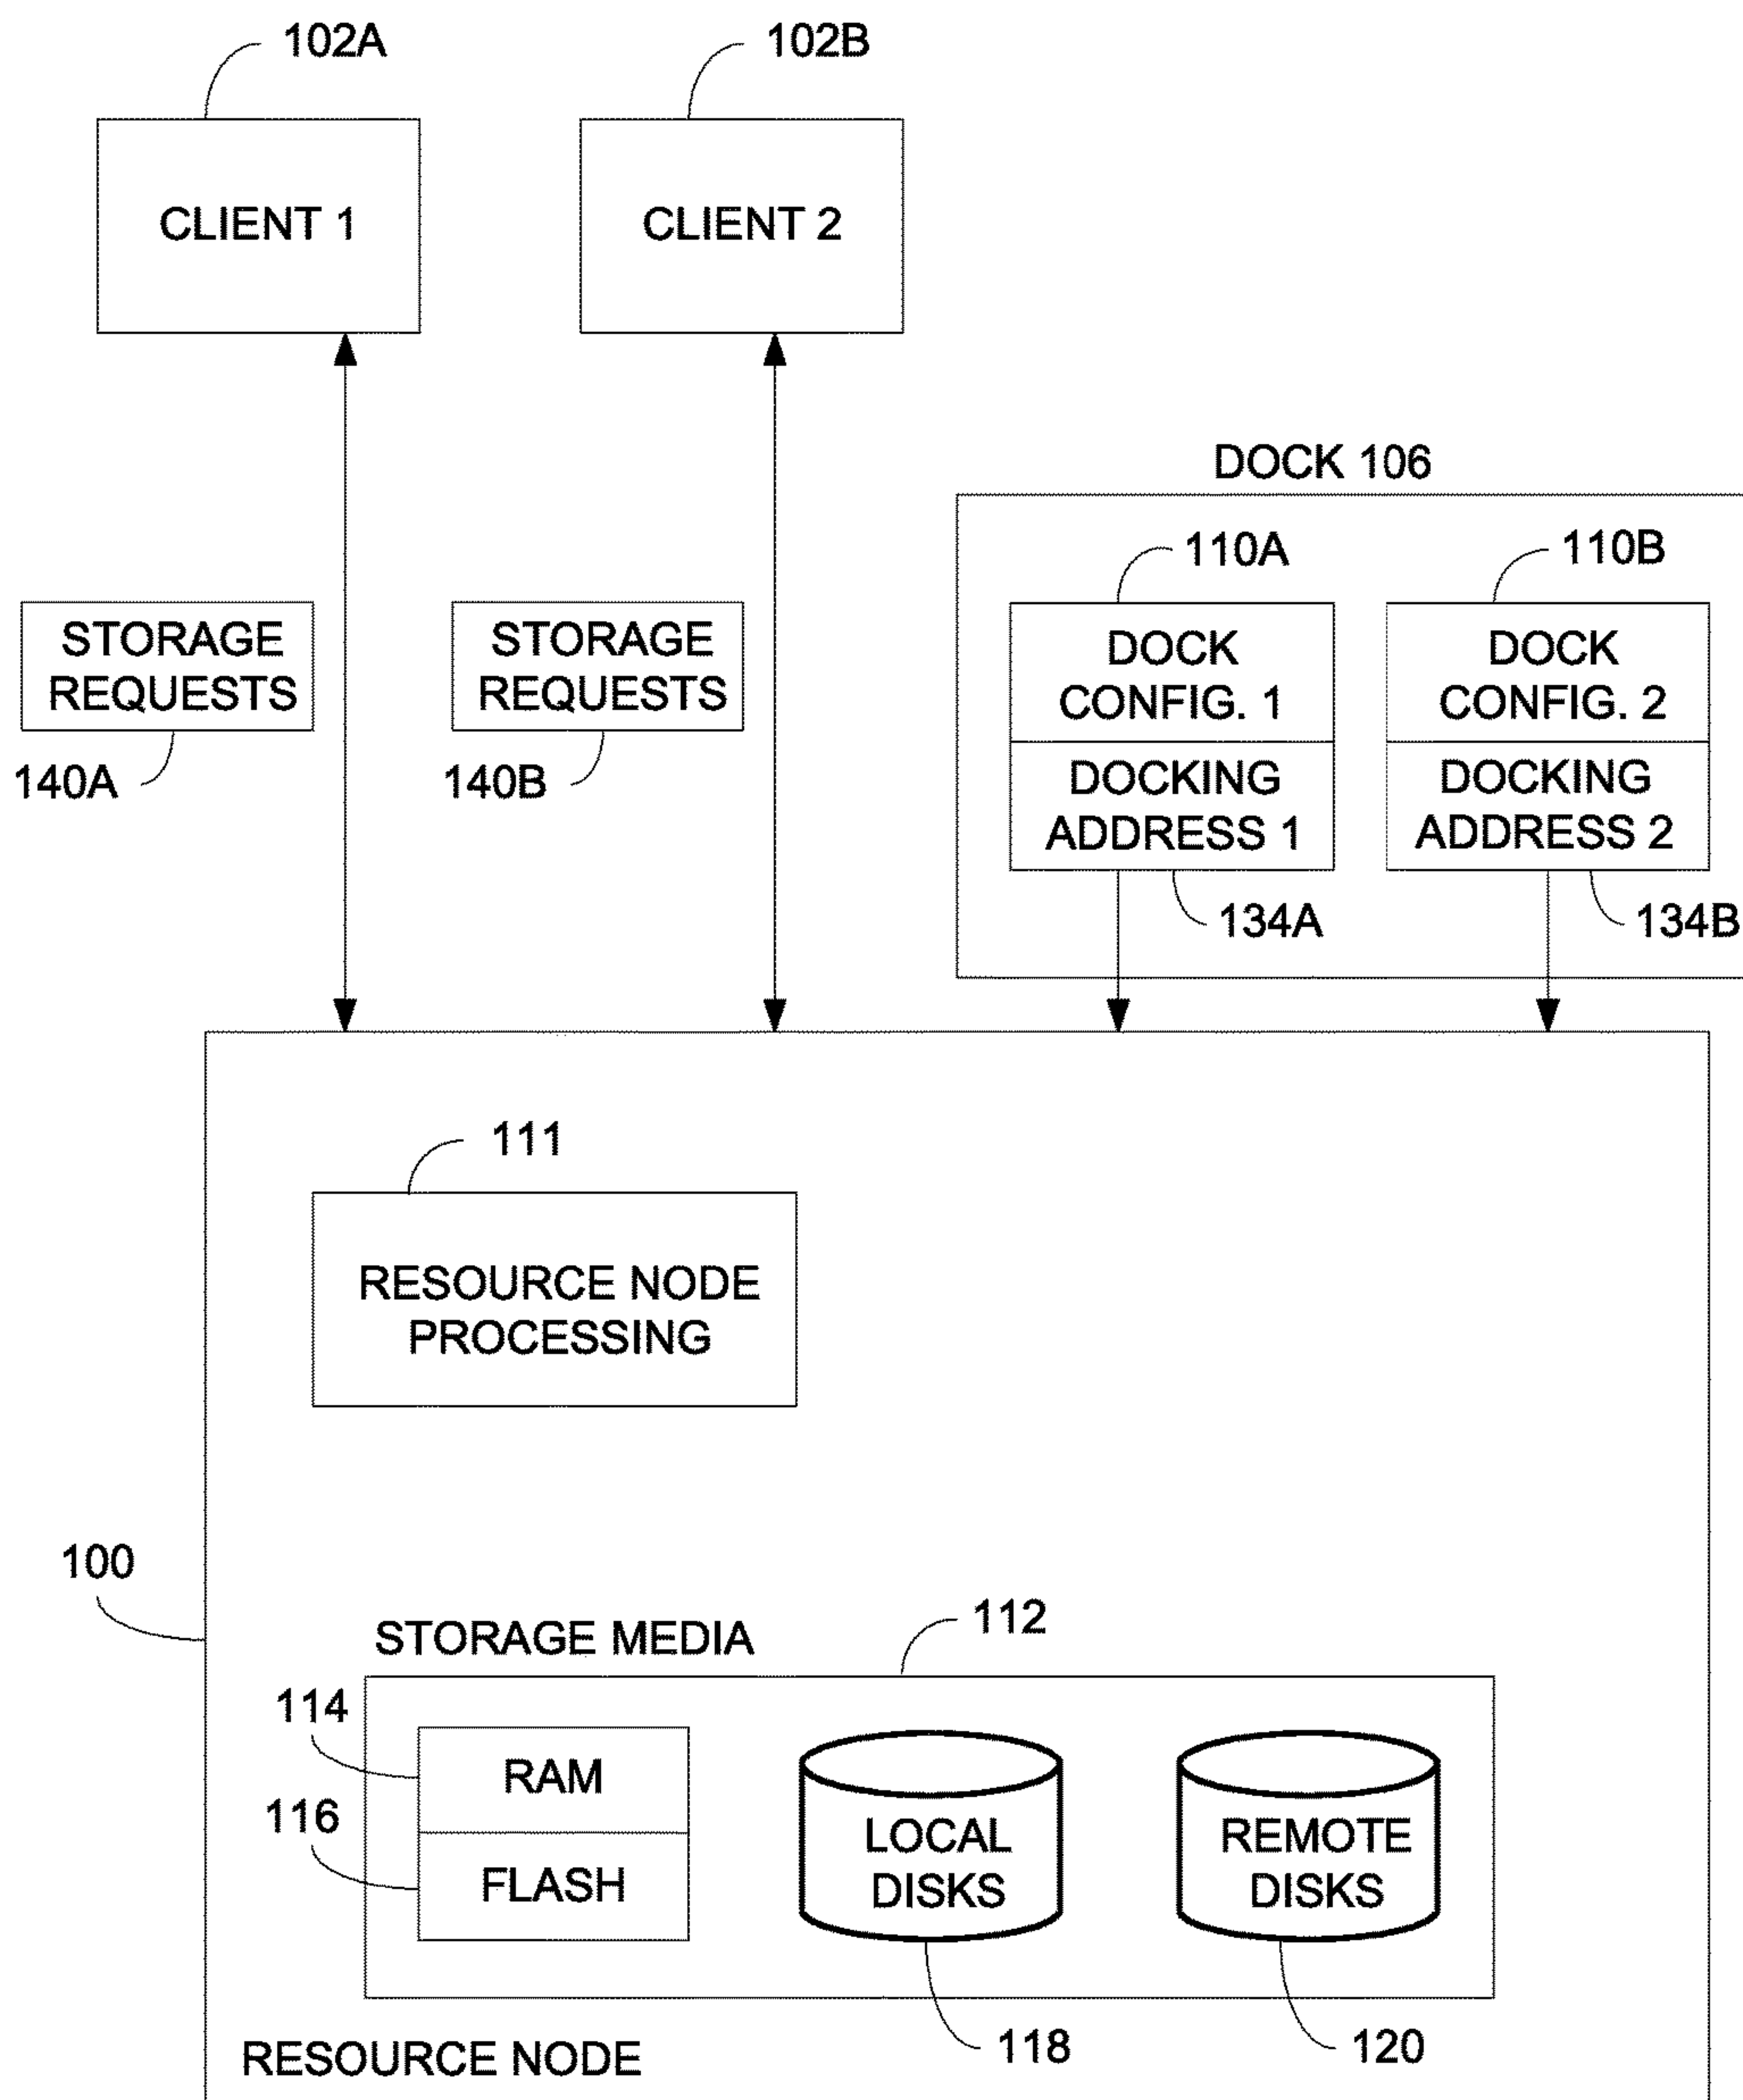 102A
102B
CLIENT 1
CLIENT 2
DOCK 106
110A
110B
STORAGE
REQUESTS
140A
STORAGE
REQUESTS
140B
DOCK
CONFIG. 1
DOCKING
ADDRESS 1
134A
DOCK
CONFIG. 2
DOCKING
ADDRESS 2
134B
111
RESOURCE NODE
PROCESSING
100
STORAGE MEDIA
112
114
RAM
116
FLASH
LOCAL
DISKS
REMOTE
DISKS
118
120
RESOURCE NODE